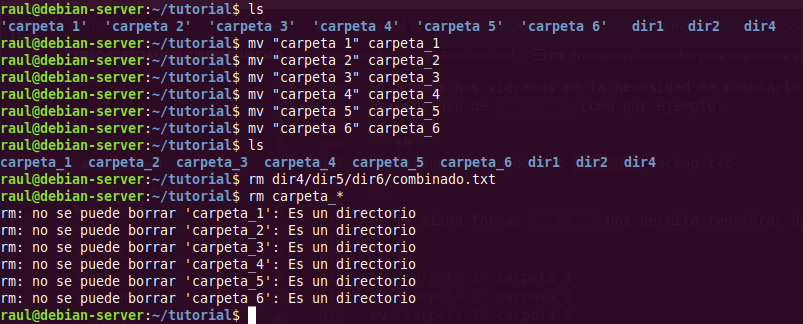 raul@debian-server:~/tutorial$ ls
'carpeta 1'  'carpeta 2'  'carpeta 3'  'carpeta 4'  'carpeta 5'  'carpeta 6'   dir1   dir2   dir4
raul@debian-server:~/tutorial$ mv "carpeta 1" carpeta_1
raul@debian-server:~/tutorial$ mv "carpeta 2" carpeta_2
raul@debian-server:~/tutorial$ mv "carpeta 3" carpeta_3
raul@debian-server:~/tutorial$ mv "carpeta 4" carpeta_4
raul@debian-server:~/tutorial$ mv "carpeta 5" carpeta_5
raul@debian-server:~/tutorial$ mv "carpeta 6" carpeta_6
raul@debian-server:~/tutorial$ ls
carpeta_1  carpeta_2  carpeta_3  carpeta_4  carpeta_5  carpeta_6  dir1  dir2  dir4
raul@debian-server:~/tutorial$ rm dir4/dir5/dir6/combinado.txt
raul@debian-server:~/tutorial$ rm carpeta_*
rm: no se puede borrar 'carpeta_1': Es un directorio
rm: no se puede borrar 'carpeta_2': Es un directorio
rm: no se puede borrar 'carpeta_3': Es un directorio
rm: no se puede borrar 'carpeta_4': Es un directorio
rm: no se puede borrar 'carpeta_5': Es un directorio
rm: no se puede borrar 'carpeta_6': Es un directorio
raul@debian-server:~/tutorial$